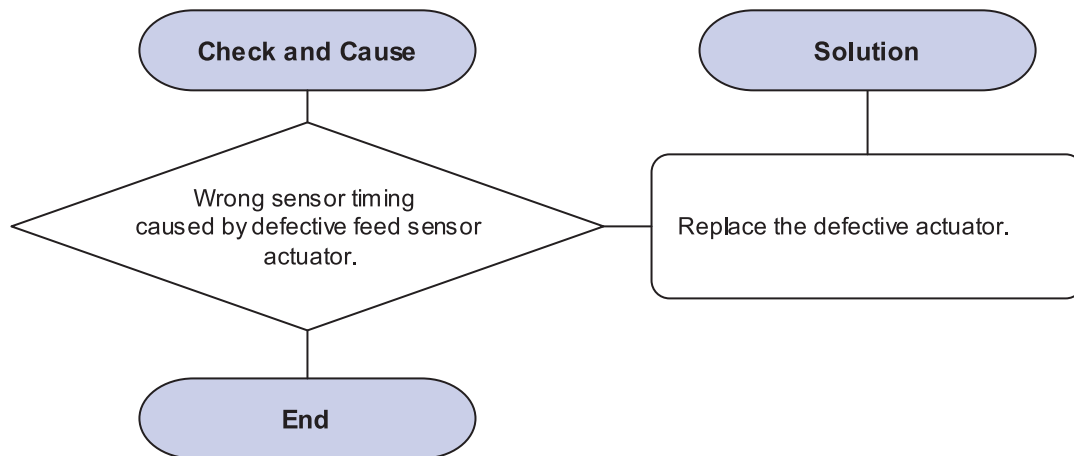 Check and Cause
Solution
Wrong sensor timing
caused by defective feed sensor
actuator.
Replace the defective actuator.
End